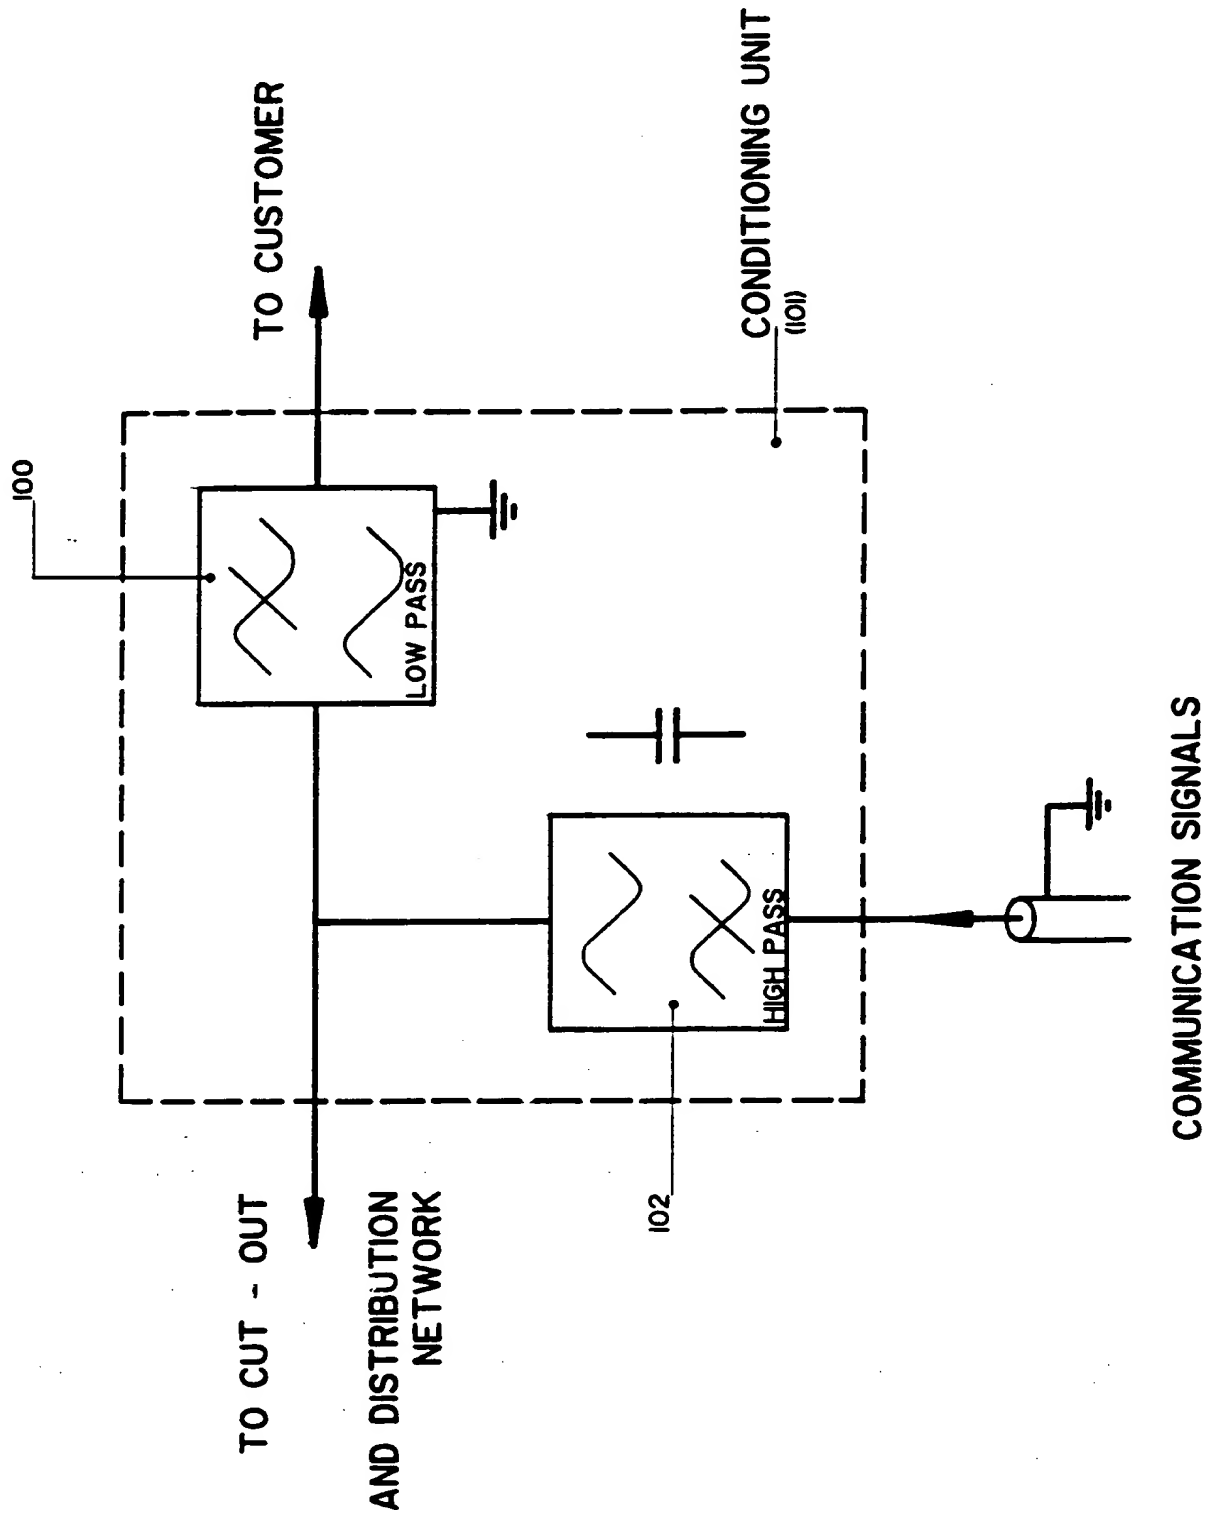 100
TO CUSTOMER
LOW PASS
TO CUT - OUT
AND DISTRIBUTION
NETWORK
HIGH PASS
102
CONDITIONING UNIT
(101)
COMMUNICATION SIGNALS